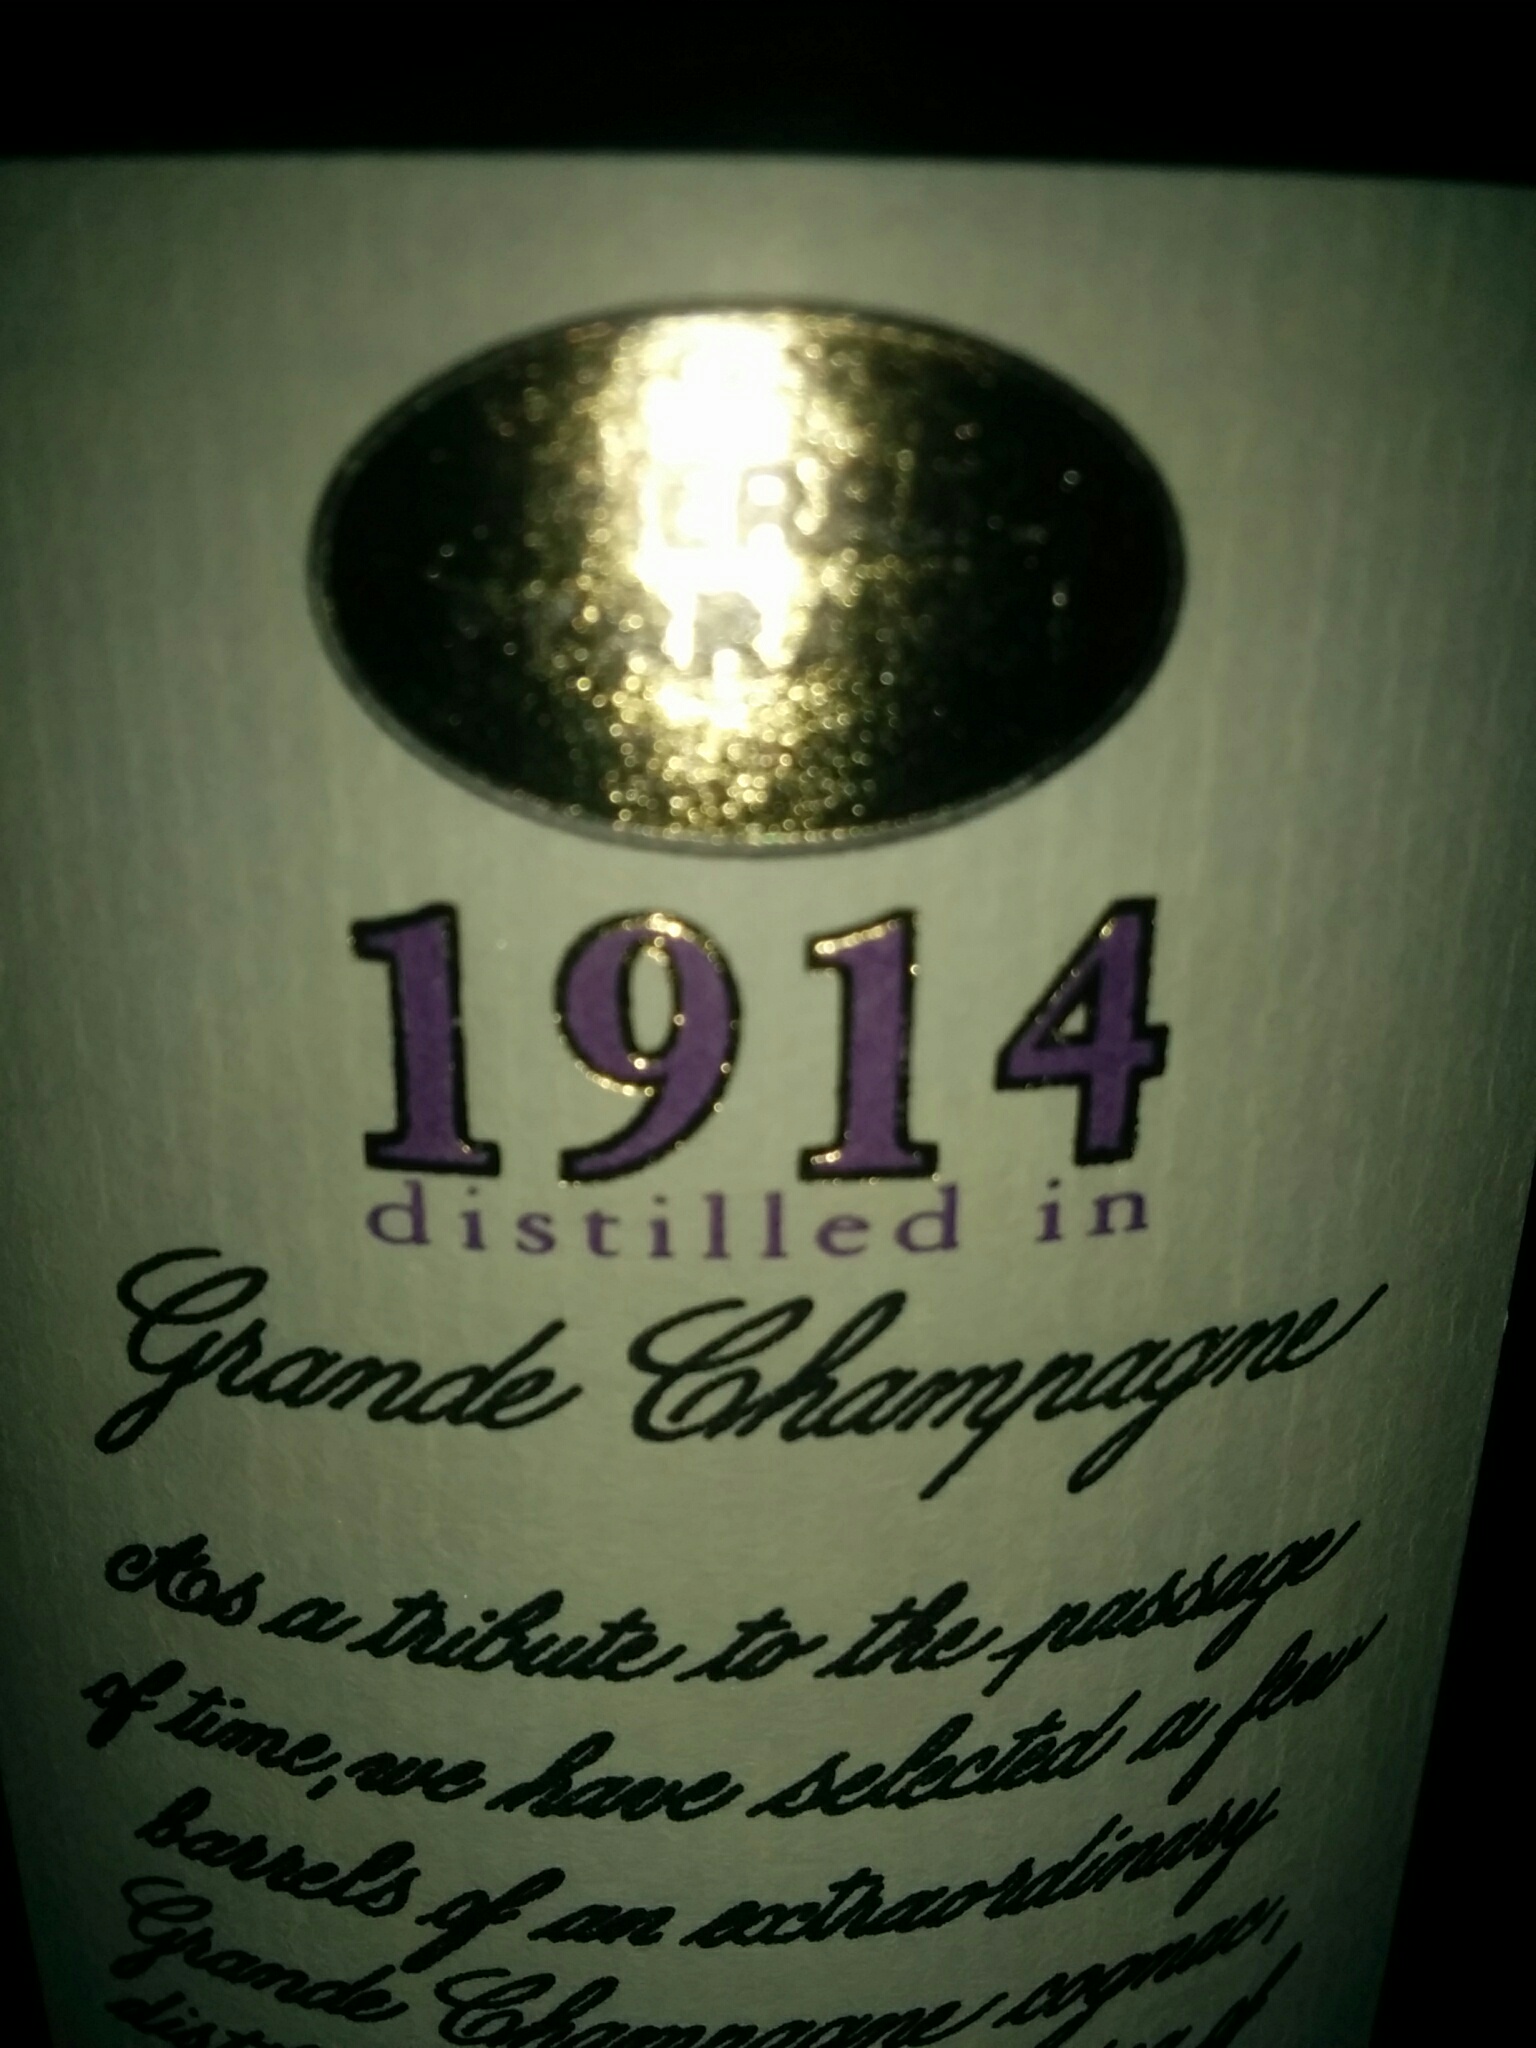 1914
distilled in
Grande Champagne
As a tribute to the passage
of time, we have selected a few
barrels of an extraordinary
Grande Champagne cognac,